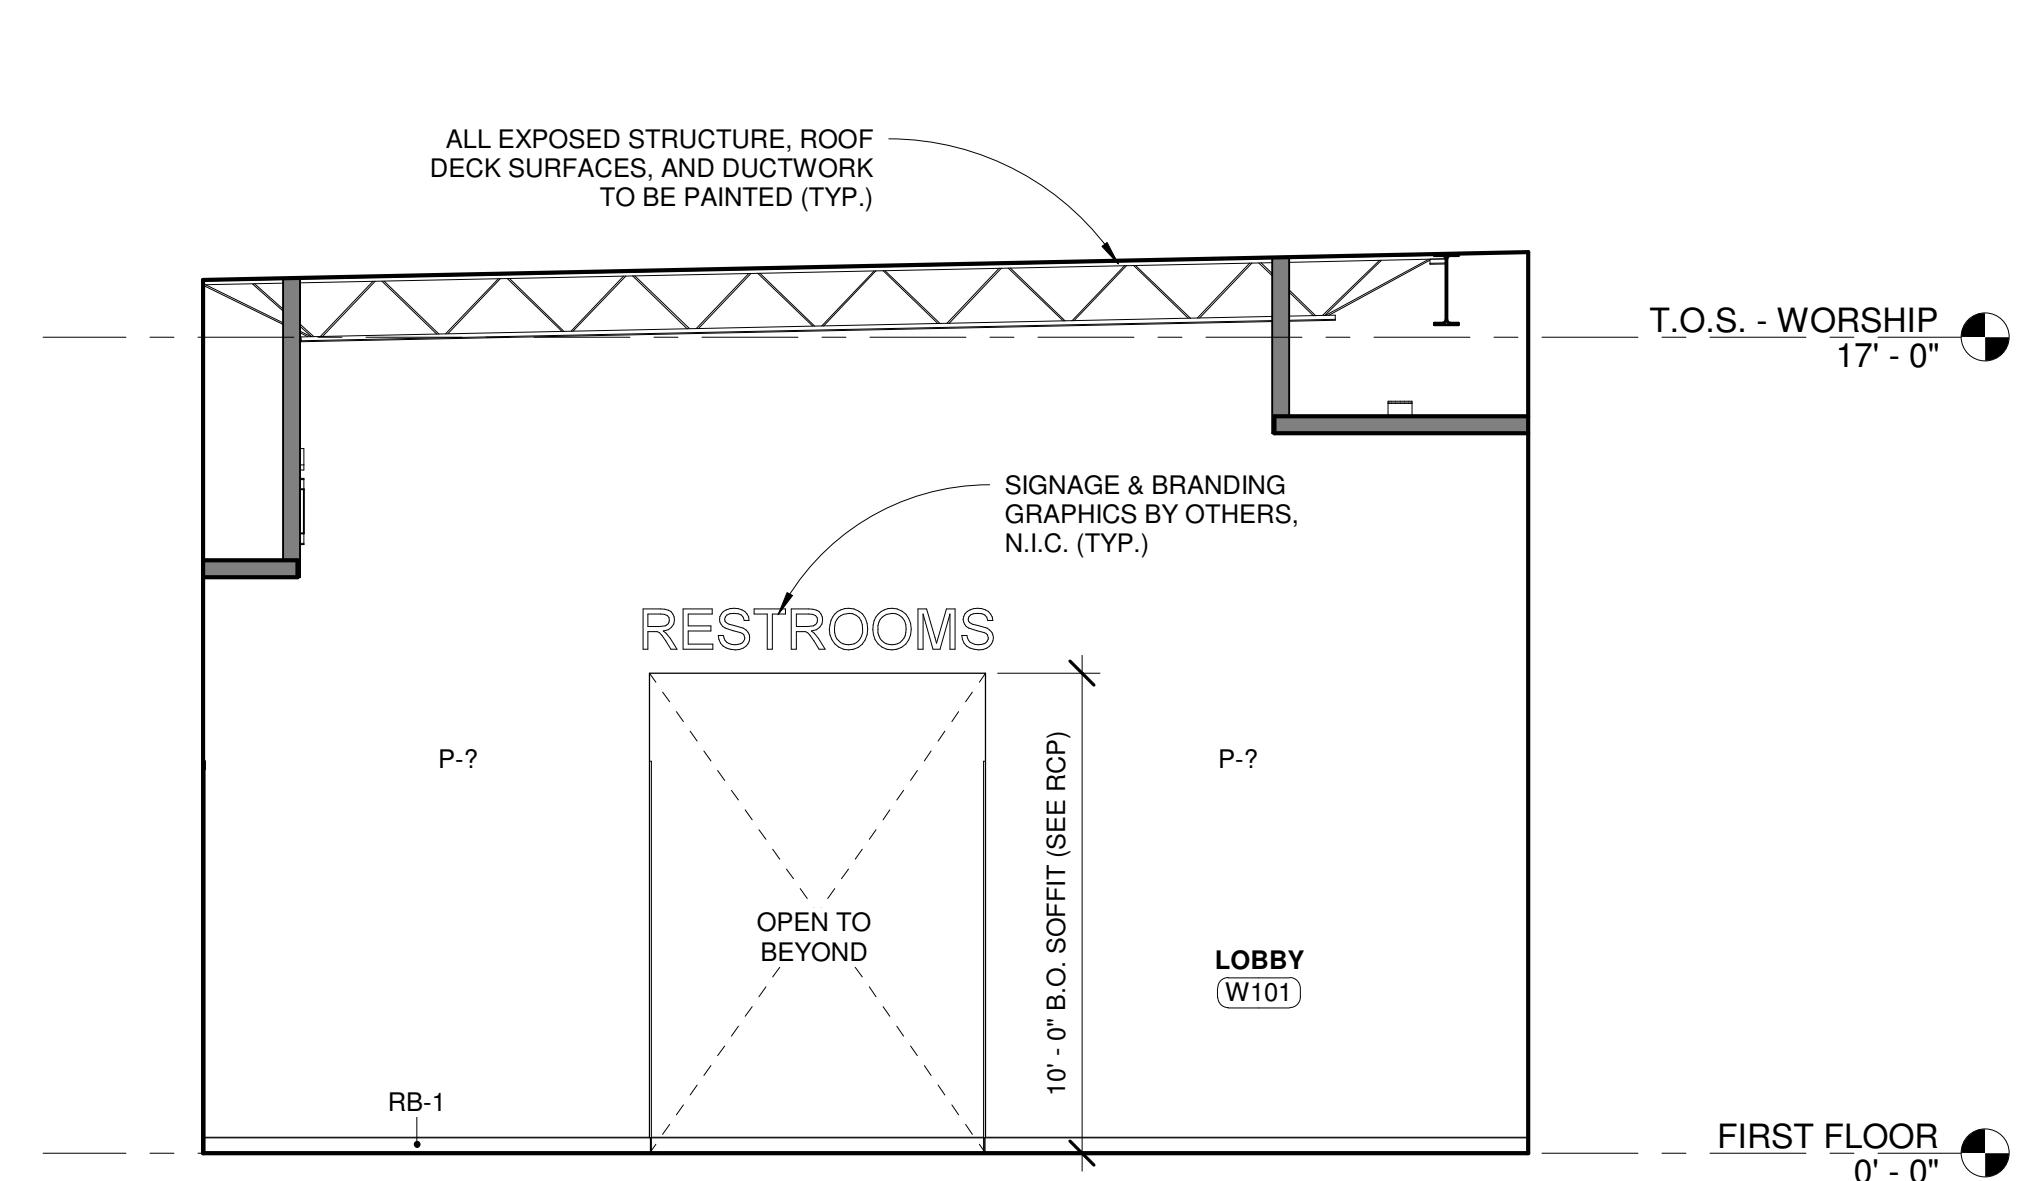 ALL EXPOSED STRUCTURE, ROOF
DECK SURFACES, AND DUCTWORK
TO BE PAINTED (TYP.)
T.O.S. - WORSHIP
17' - 0"
SIGNAGE & BRANDING
GRAPHICS BY OTHERS,
N.I.C. (TYP.)
RESTROOMS
P-?
P-?
10' - 0" B.O. SOFFIT (SEE RCP)
OPEN TO
BEYOND
LOBBY
W101
RB-1
FIRST FLOOR
0' - 0"